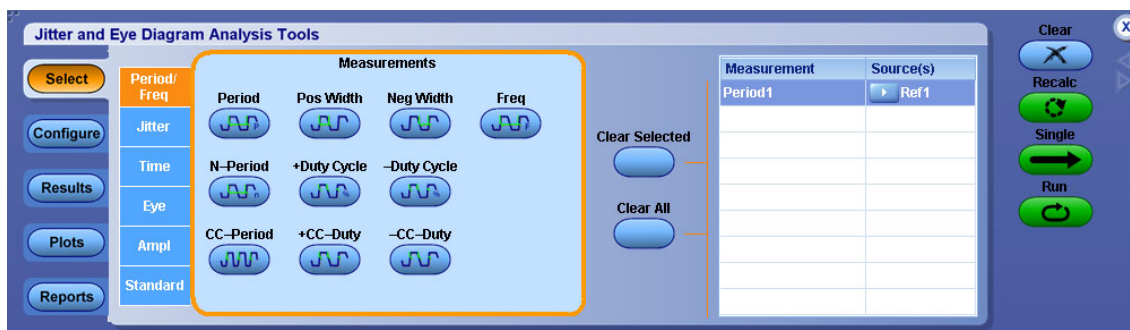 Jitter and Eye Diagram Analysis Tools
Select
Configure
Results
Plots
Reports
Period/
Freq
Jitter
Time
Eye
Ampl
Standard
Measurements
Period Pos Width Neg Width Freq
N–Period +Duty Cycle –Duty Cycle
CC–Period +CC–Duty –CC–Duty
Clear Selected
Clear All
Measurement Source(s)
Period1 Ref1
Clear
Recalc
Single
Run